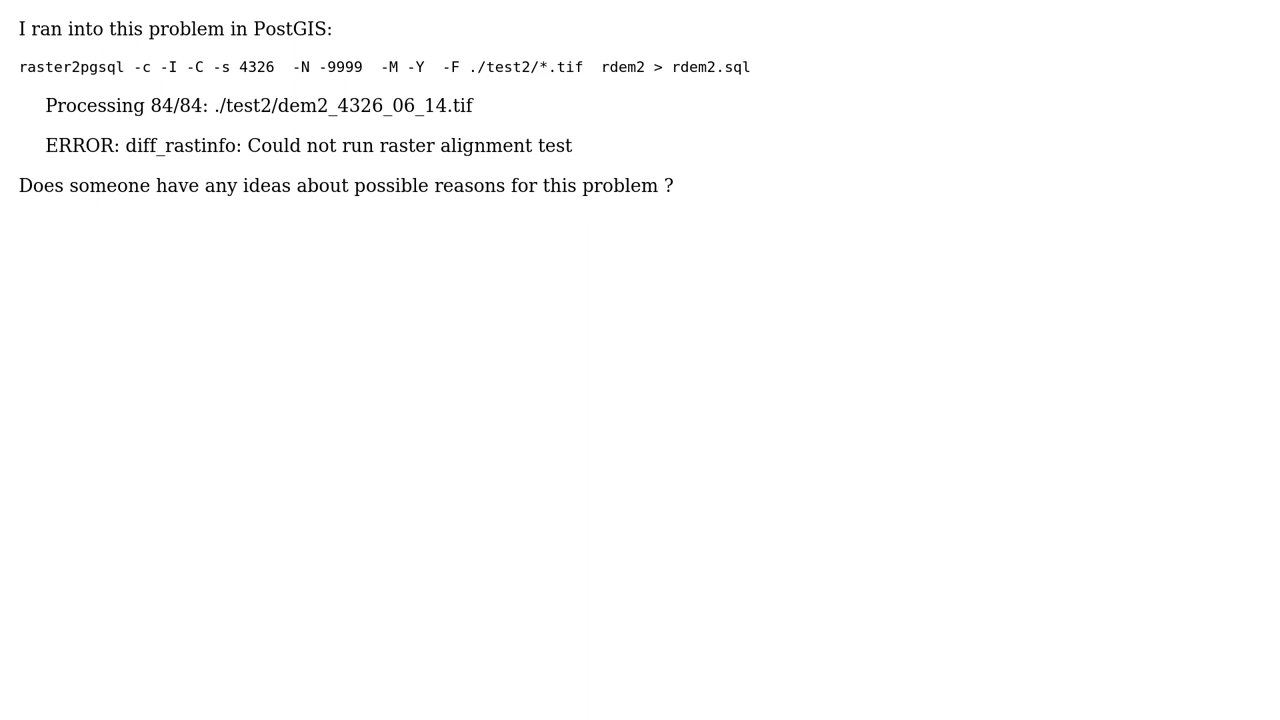 I ran into this problem in PostGIS:
raster2pgsql -c -I -C -s 4326  -N -9999  -M -Y  -F ./test2/*.tif  rdem2 > rdem2.sql
Processing 84/84: ./test2/dem2_4326_06_14.tif
ERROR: diff_rastinfo: Could not run raster alignment test
Does someone have any ideas about possible reasons for this problem ?